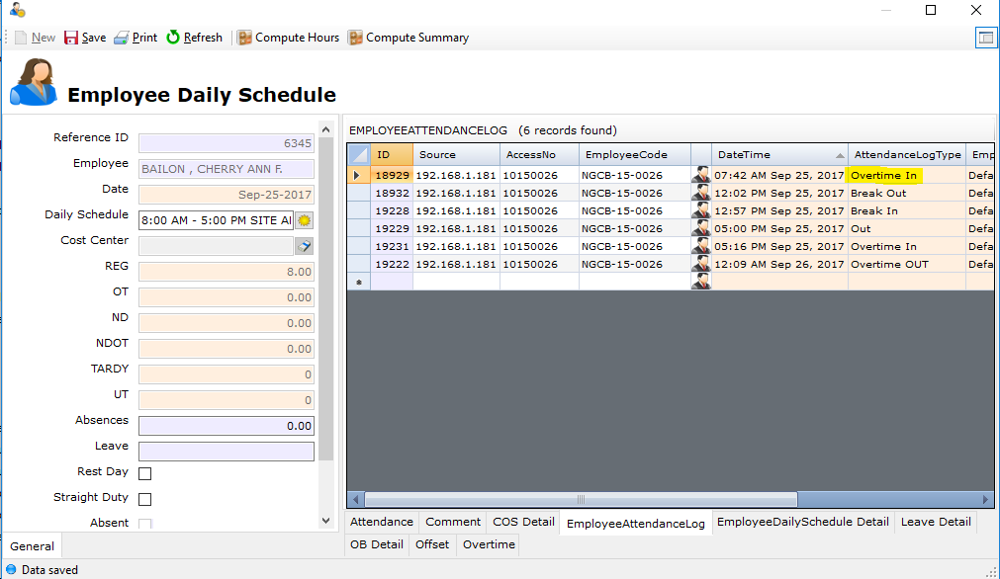 New Save Print Refresh Compute Hours Compute Summary
Employee Daily Schedule
Reference ID 6345
Employee BAILON , CHERRY ANN F.
Date Sep-25-2017
Daily Schedule 8:00 AM - 5:00 PM SITE
Cost Center
REG 8.00
OT 0.00
ND 0.00
NDOT 0.00
TARDY 0
UT 0
Absences 0.00
Leave
Rest Day
Straight Duty
Absent
General
EMPLOYEEATTENDANCELOG (6 records found)
ID Source AccessNo EmployeeCode DateTime AttendanceLogType Emp
18929 192.168.1.181 10150026 NGCB-15-0026 07:42 AM Sep 25, 2017 Overtime In Defa
18932 192.168.1.181 10150026 NGCB-15-0026 12:02 PM Sep 25, 2017 Break Out Defa
19228 192.168.1.181 10150026 NGCB-15-0026 12:57 PM Sep 25, 2017 Break In Defa
19229 192.168.1.181 10150026 NGCB-15-0026 05:00 PM Sep 25, 2017 Out Defa
19231 192.168.1.181 10150026 NGCB-15-0026 05:16 PM Sep 25, 2017 Overtime In Defa
19222 192.168.1.181 10150026 NGCB-15-0026 12:09 AM Sep 26, 2017 Overtime OUT Defa
Attendance Comment COS Detail EmployeeAttendanceLog EmployeeDailySchedule Detail Leave Detail
OB Detail Offset Overtime
Data saved